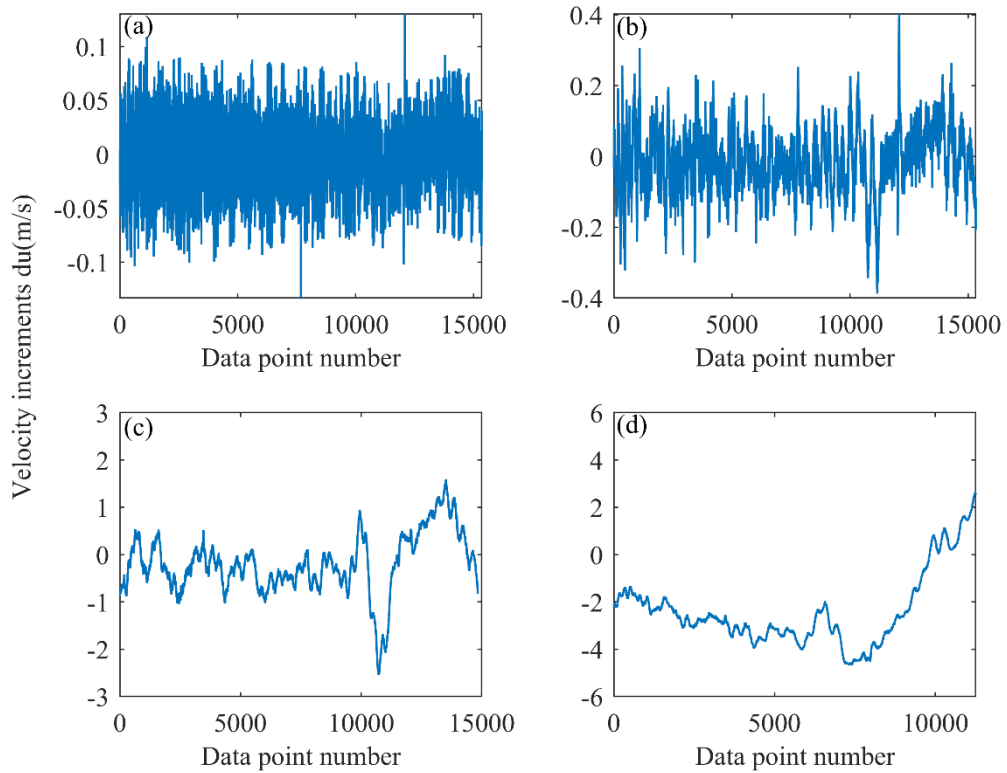 Velocity increments du(m/s)
(a)
0.1
0.05
0
-0.05
-0.1
0 5000 10000 15000
Data point number
(b)
0.4
0.2
0
-0.2
-0.4
0 5000 10000 15000
Data point number
(c)
3
2
1
0
-1
-2
-3
0 5000 10000 15000
Data point number
(d)
6
4
2
0
-2
-4
-6
0 5000 10000
Data point number